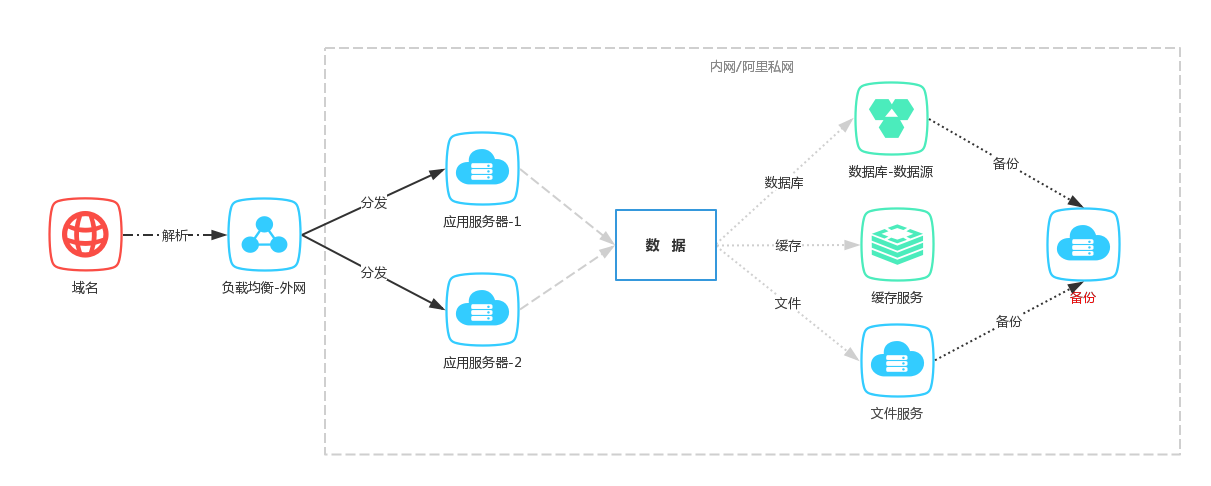 内网/阿里私网
域名
解析
负载均衡-外网
分发
分发
应用服务器-1
应用服务器-2
数 据
数据库
缓存
文件
数据库-数据源
缓存服务
文件服务
备份
备份
备份